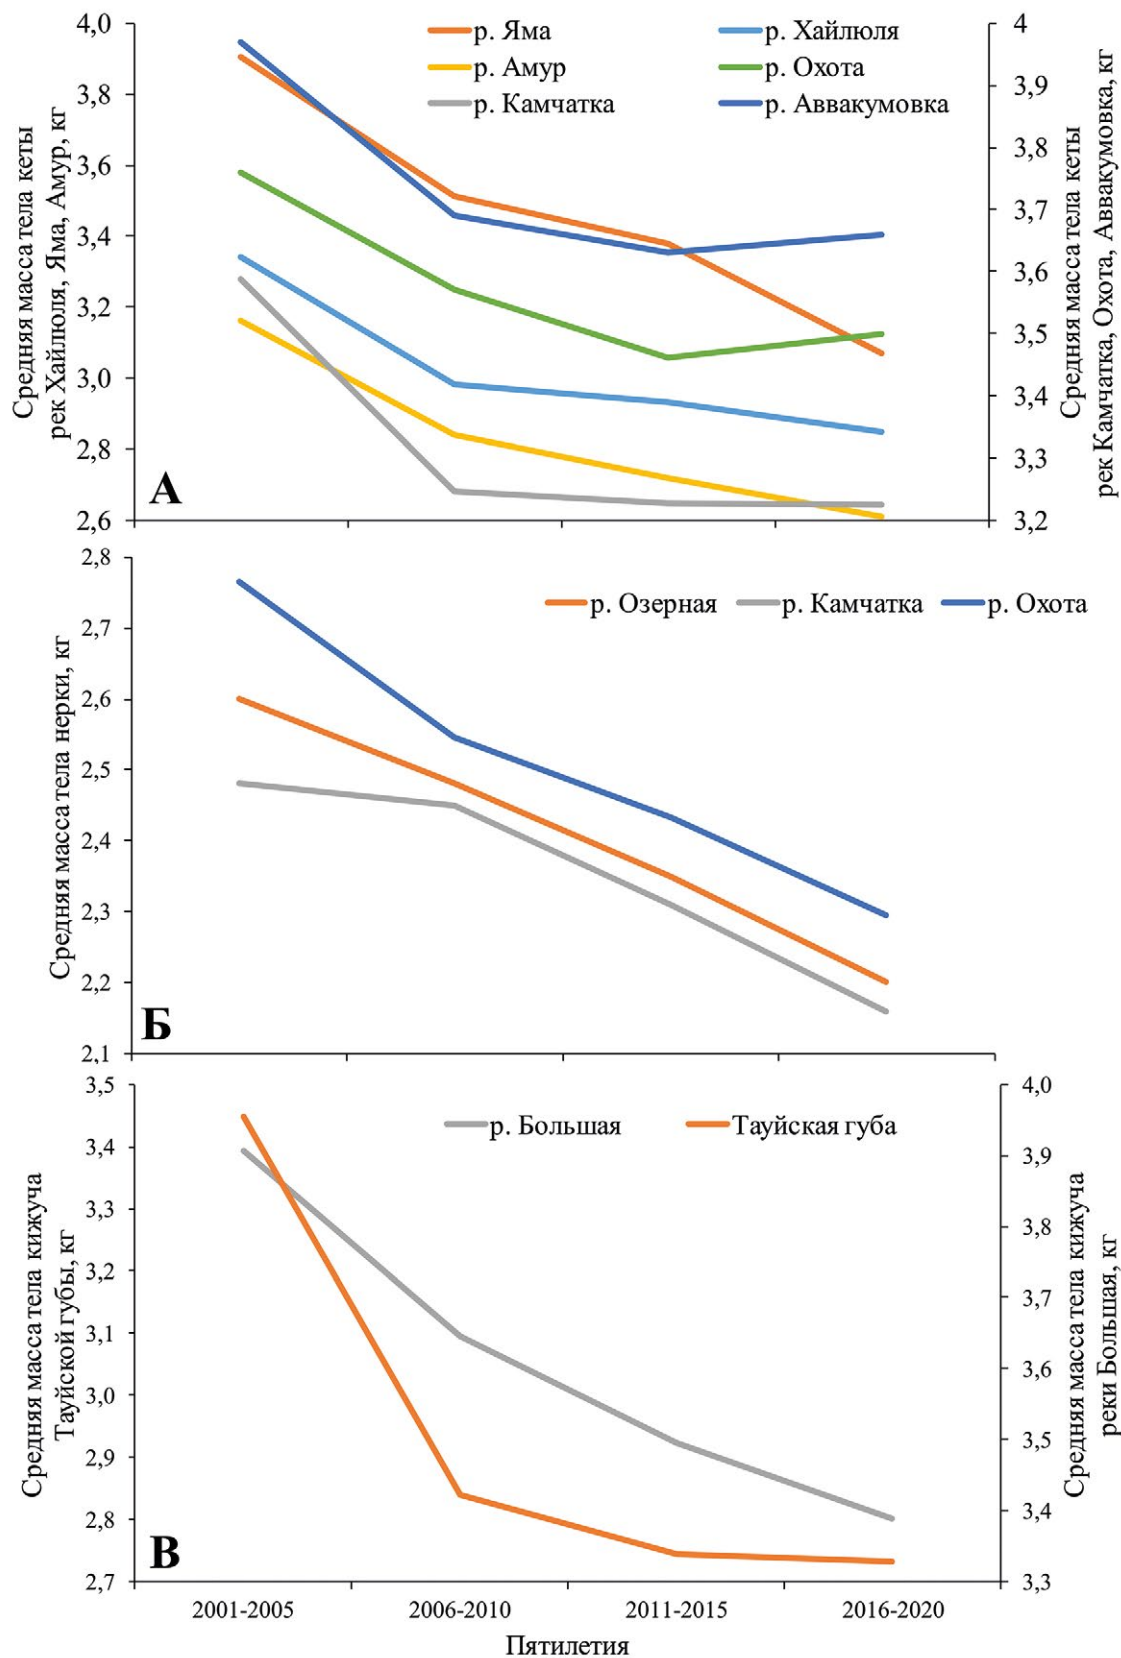 4,0
3,8
3,6
3,4
3,2
3,0
2,8
2,6
Средняя масса тела кеты
рек Хайлюля, Яма, Амур, кг
р. Яма
р. Хайлюля
р. Амур
р. Охота
р. Камчатка
р. Аввакумовка
4
3,9
3,8
3,7
3,6
3,5
3,4
3,3
3,2
Средняя масса тела кеты
рек Камчатка, Охота, Аввакумовка, кг
А
2,8
2,7
2,6
2,5
2,4
2,3
2,2
2,1
Средняя масса тела нерки, кг
р. Озерная
р. Камчатка
р. Охота
Б
3,5
3,4
3,3
3,2
3,1
3,0
2,9
2,8
2,7
Средняя масса тела кижуча
Тауйской губы, кг
р. Большая
Тауйская губа
4,0
3,9
3,8
3,7
3,6
3,5
3,4
3,3
Средняя масса тела кижуча
реки Большая, кг
В
2001-2005
2006-2010
2011-2015
2016-2020
Пятилетия